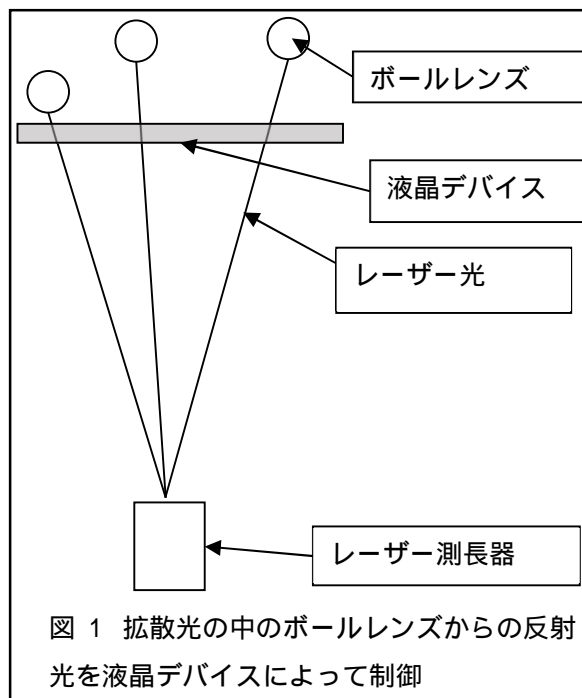 ボールレンズ
液晶デバイス
レーザー光
レーザー測長器
図 1 拡散光の中のボールレンズからの反射
光を液晶デバイスによって制御